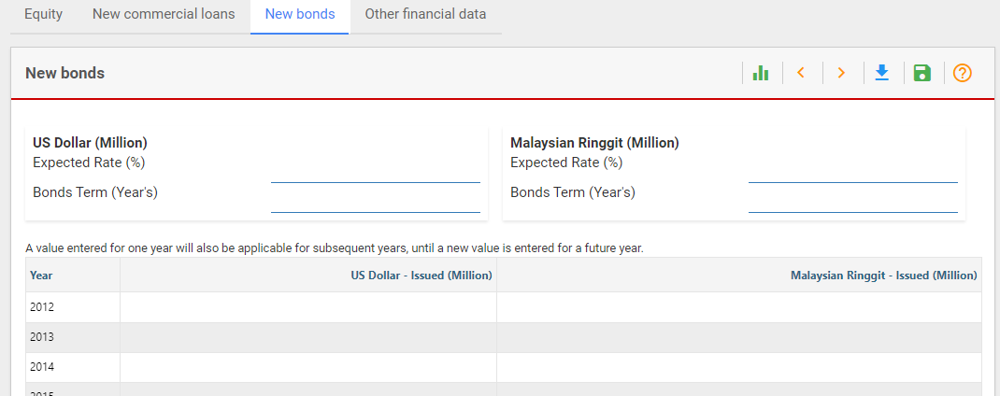 Equity New commercial loans New bonds Other financial data
New bonds
US Dollar (Million)
Expected Rate (%)
Bonds Term (Year's)
Malaysian Ringgit (Million)
Expected Rate (%)
Bonds Term (Year's)
A value entered for one year will also be applicable for subsequent years, until a new value is entered for a future year.
Year US Dollar - Issued (Million) Malaysian Ringgit - Issued (Million)
2012
2013
2014
2015